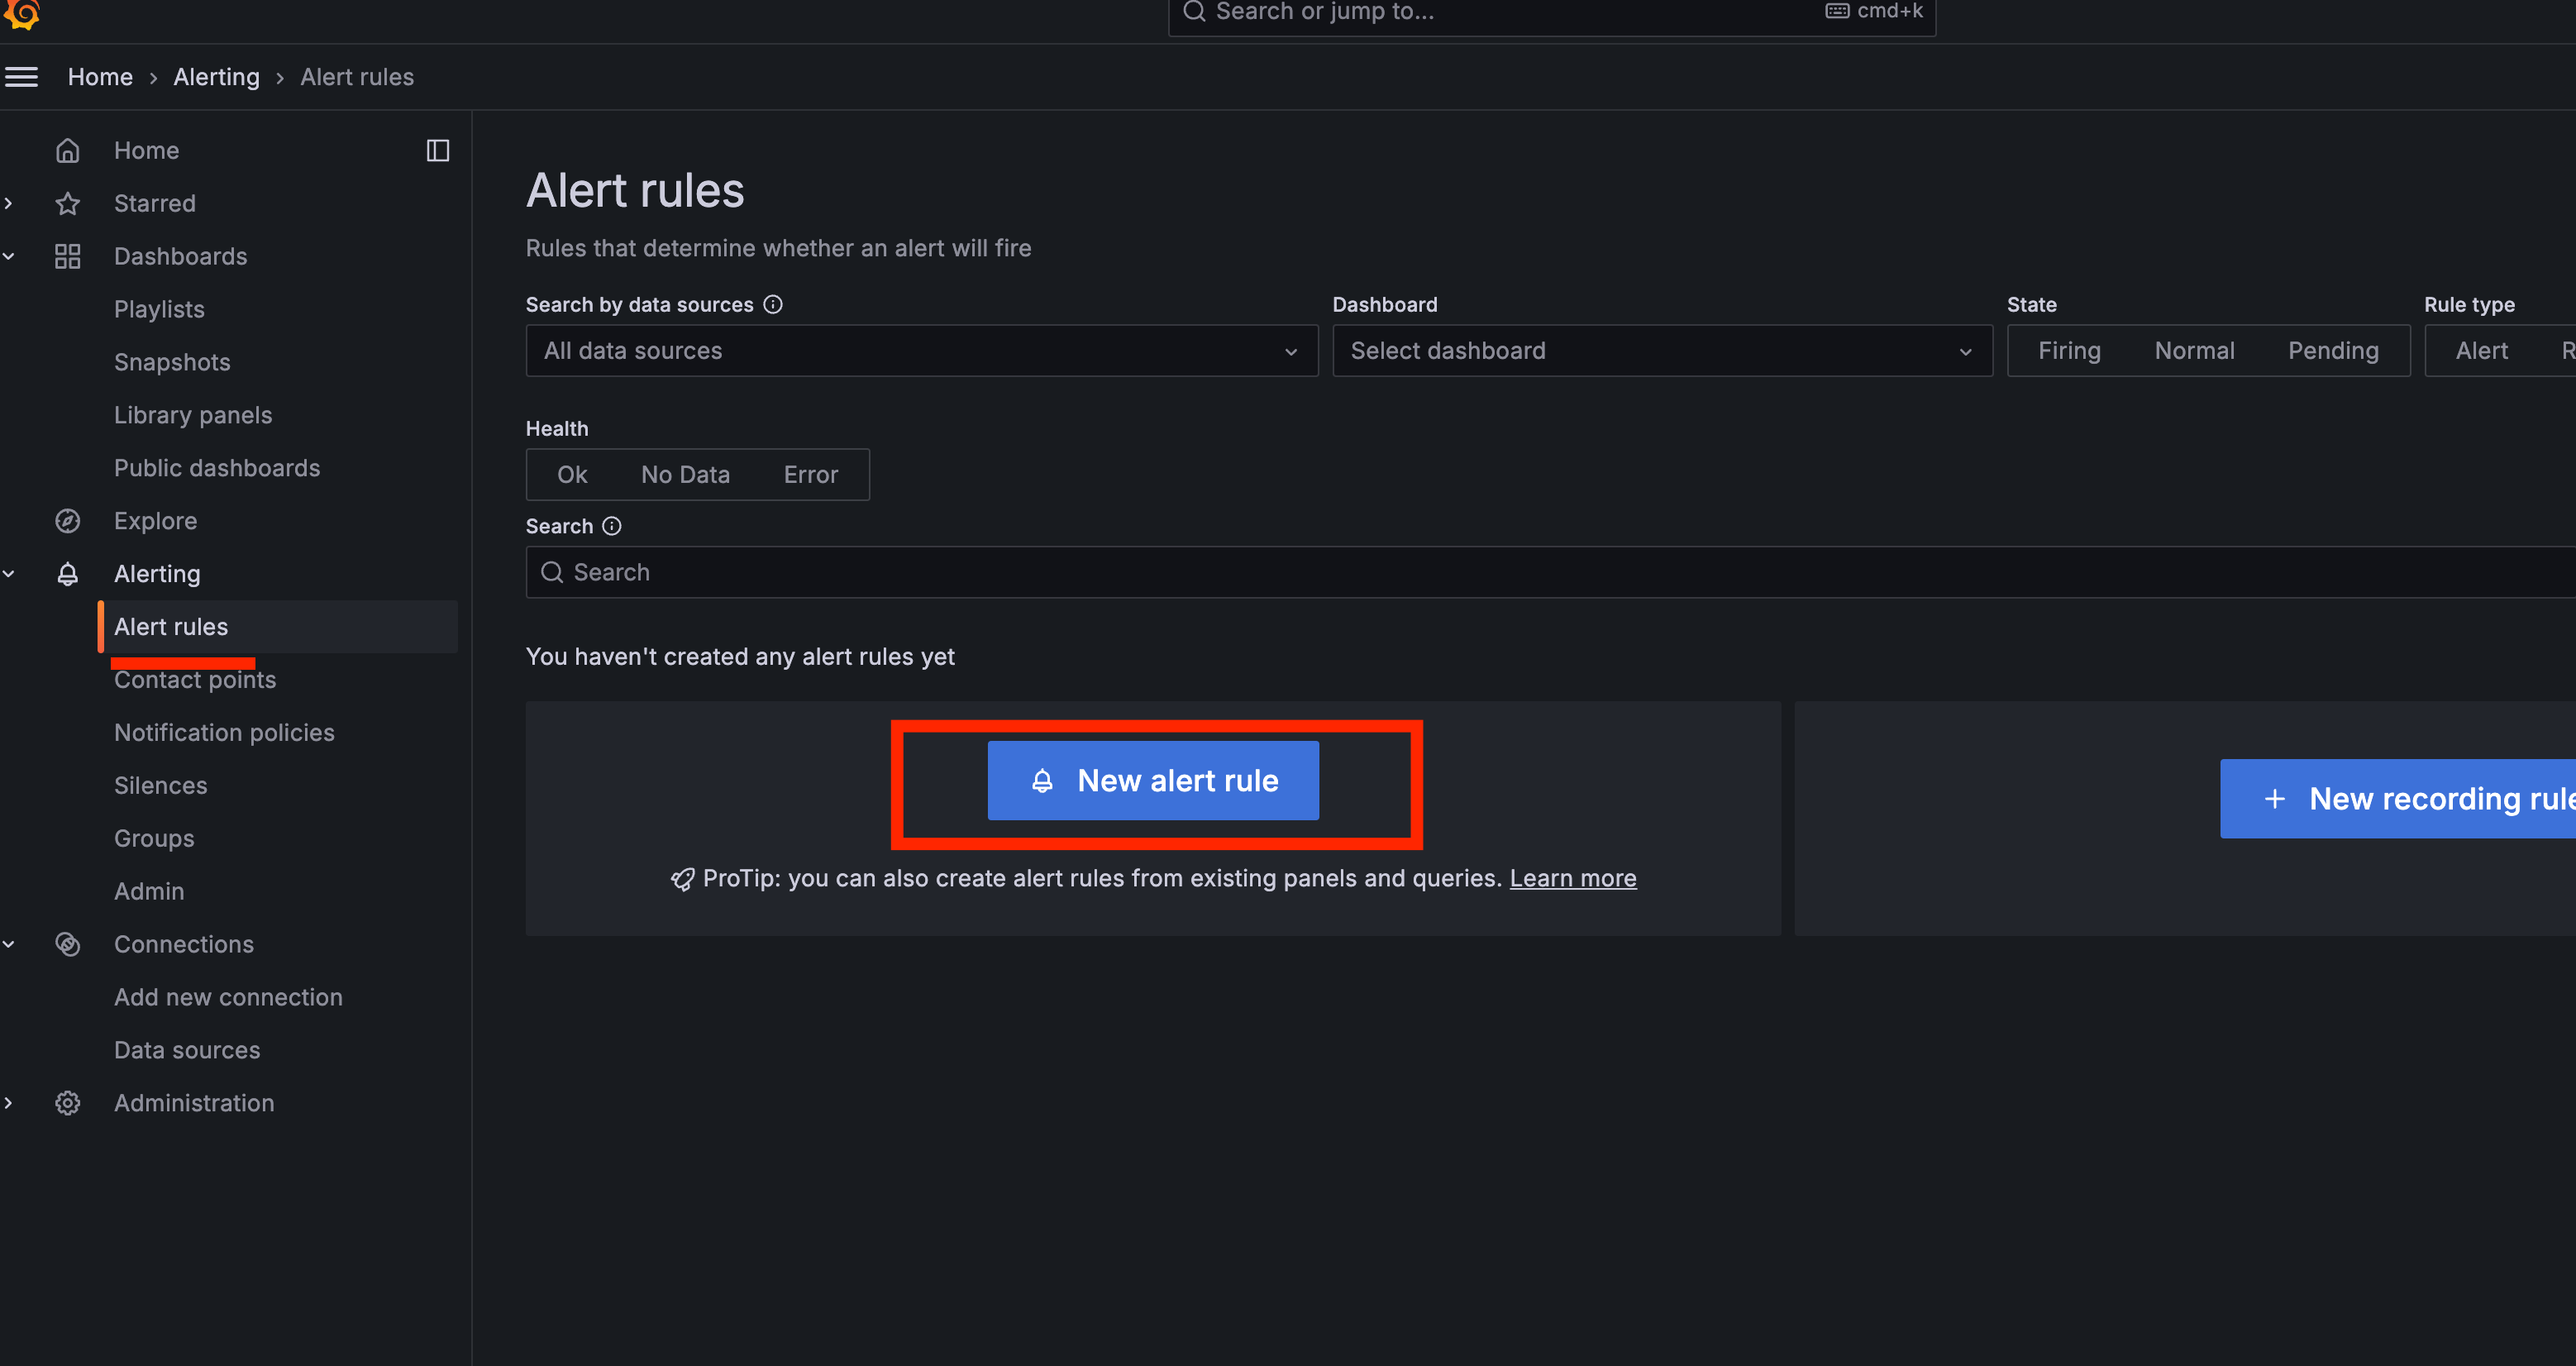 Search or jump to...
cmd+k
Home › Alerting › Alert rules
Home
Starred
Dashboards
Playlists
Snapshots
Library panels
Public dashboards
Explore
Alerting
Alert rules
Contact points
Notification policies
Silences
Groups
Admin
Connections
Add new connection
Data sources
Administration
Alert rules
Rules that determine whether an alert will fire
Search by data sources
All data sources
Dashboard
Select dashboard
State
Firing Normal Pending
Rule type
Alert R
Health
Ok No Data Error
Search
Search
You haven't created any alert rules yet
New alert rule
ProTip: you can also create alert rules from existing panels and queries. Learn more
+ New recording rule